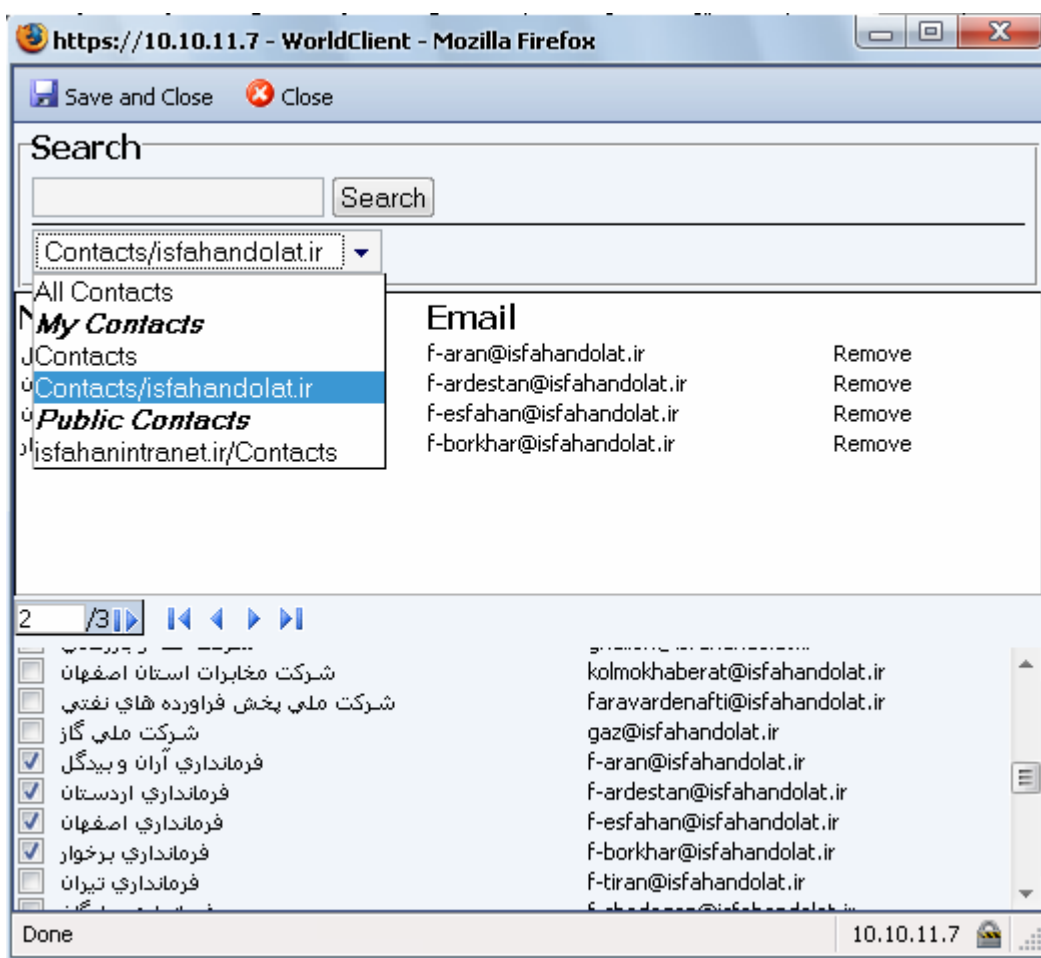 https://10.10.11.7 - WorldClient - Mozilla Firefox
Save and Close Close
Search
Search
Contacts/isfahandolat.ir
All Contacts
My Contacts
Contacts
Contacts/isfahandolat.ir
Public Contacts
isfahanintranet.ir/Contacts
Email
f-aran@isfahandolat.ir Remove
f-ardestan@isfahandolat.ir Remove
f-esfahan@isfahandolat.ir Remove
f-borkhar@isfahandolat.ir Remove
2 /3
شرکت مخابرات استان اصفهان kolmokhaberat@isfahandolat.ir
شرکت ملي پخش فراورده هاي نفتي faravardenafti@isfahandolat.ir
شرکت ملي گاز gaz@isfahandolat.ir
فرمانداري آران و بيدگل f-aran@isfahandolat.ir
فرمانداري اردستان f-ardestan@isfahandolat.ir
فرمانداري اصفهان f-esfahan@isfahandolat.ir
فرمانداري برخوار f-borkhar@isfahandolat.ir
فرمانداري تيران f-tiran@isfahandolat.ir
Done 10.10.11.7